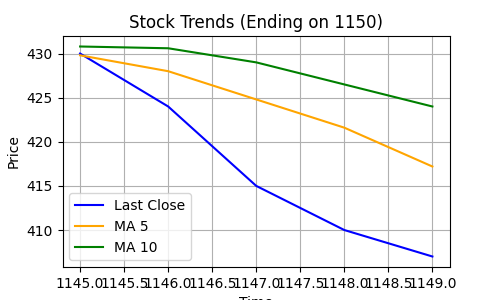 Stock Trends (Ending on 1150)
Price
430
425
420
415
410
Last Close
MA 5
MA 10
1145.0 1145.5 1146.0 1146.5 1147.0 1147.5 1148.0 1148.5 1149.0
Time